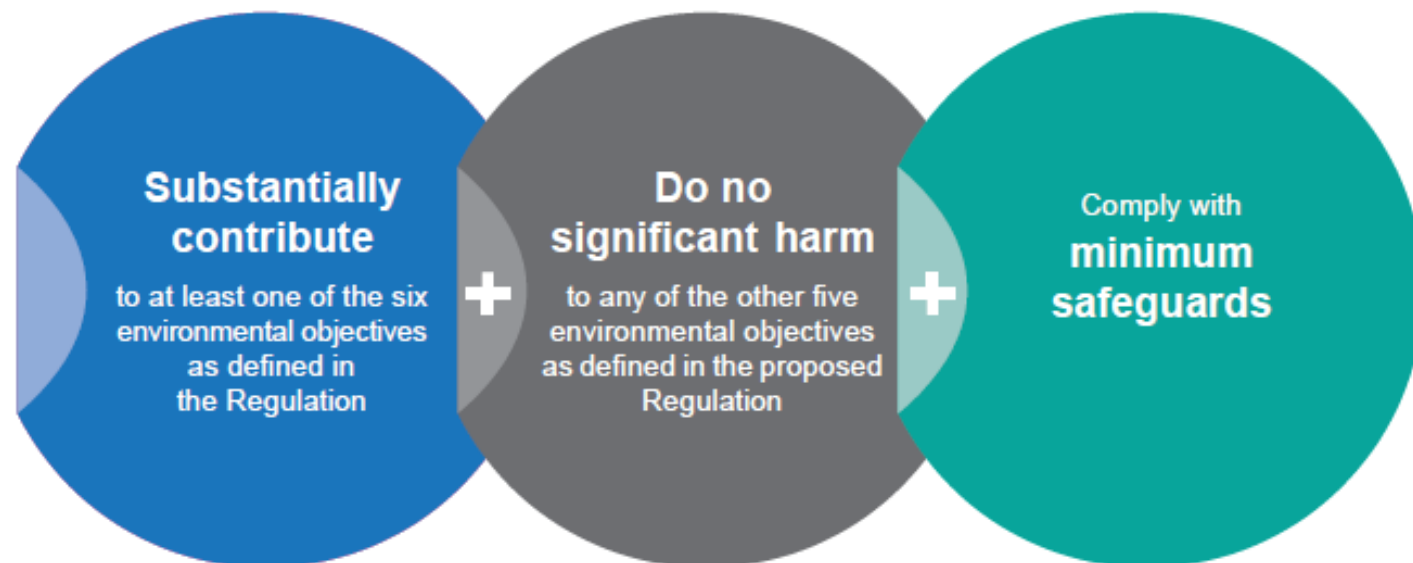 Substantially
contribute
to at least one of the six
environmental objectives
as defined in
the Regulation
+
Do no
significant harm
to any of the other five
environmental objectives
as defined in the proposed
Regulation
+
Comply with
minimum
safeguards